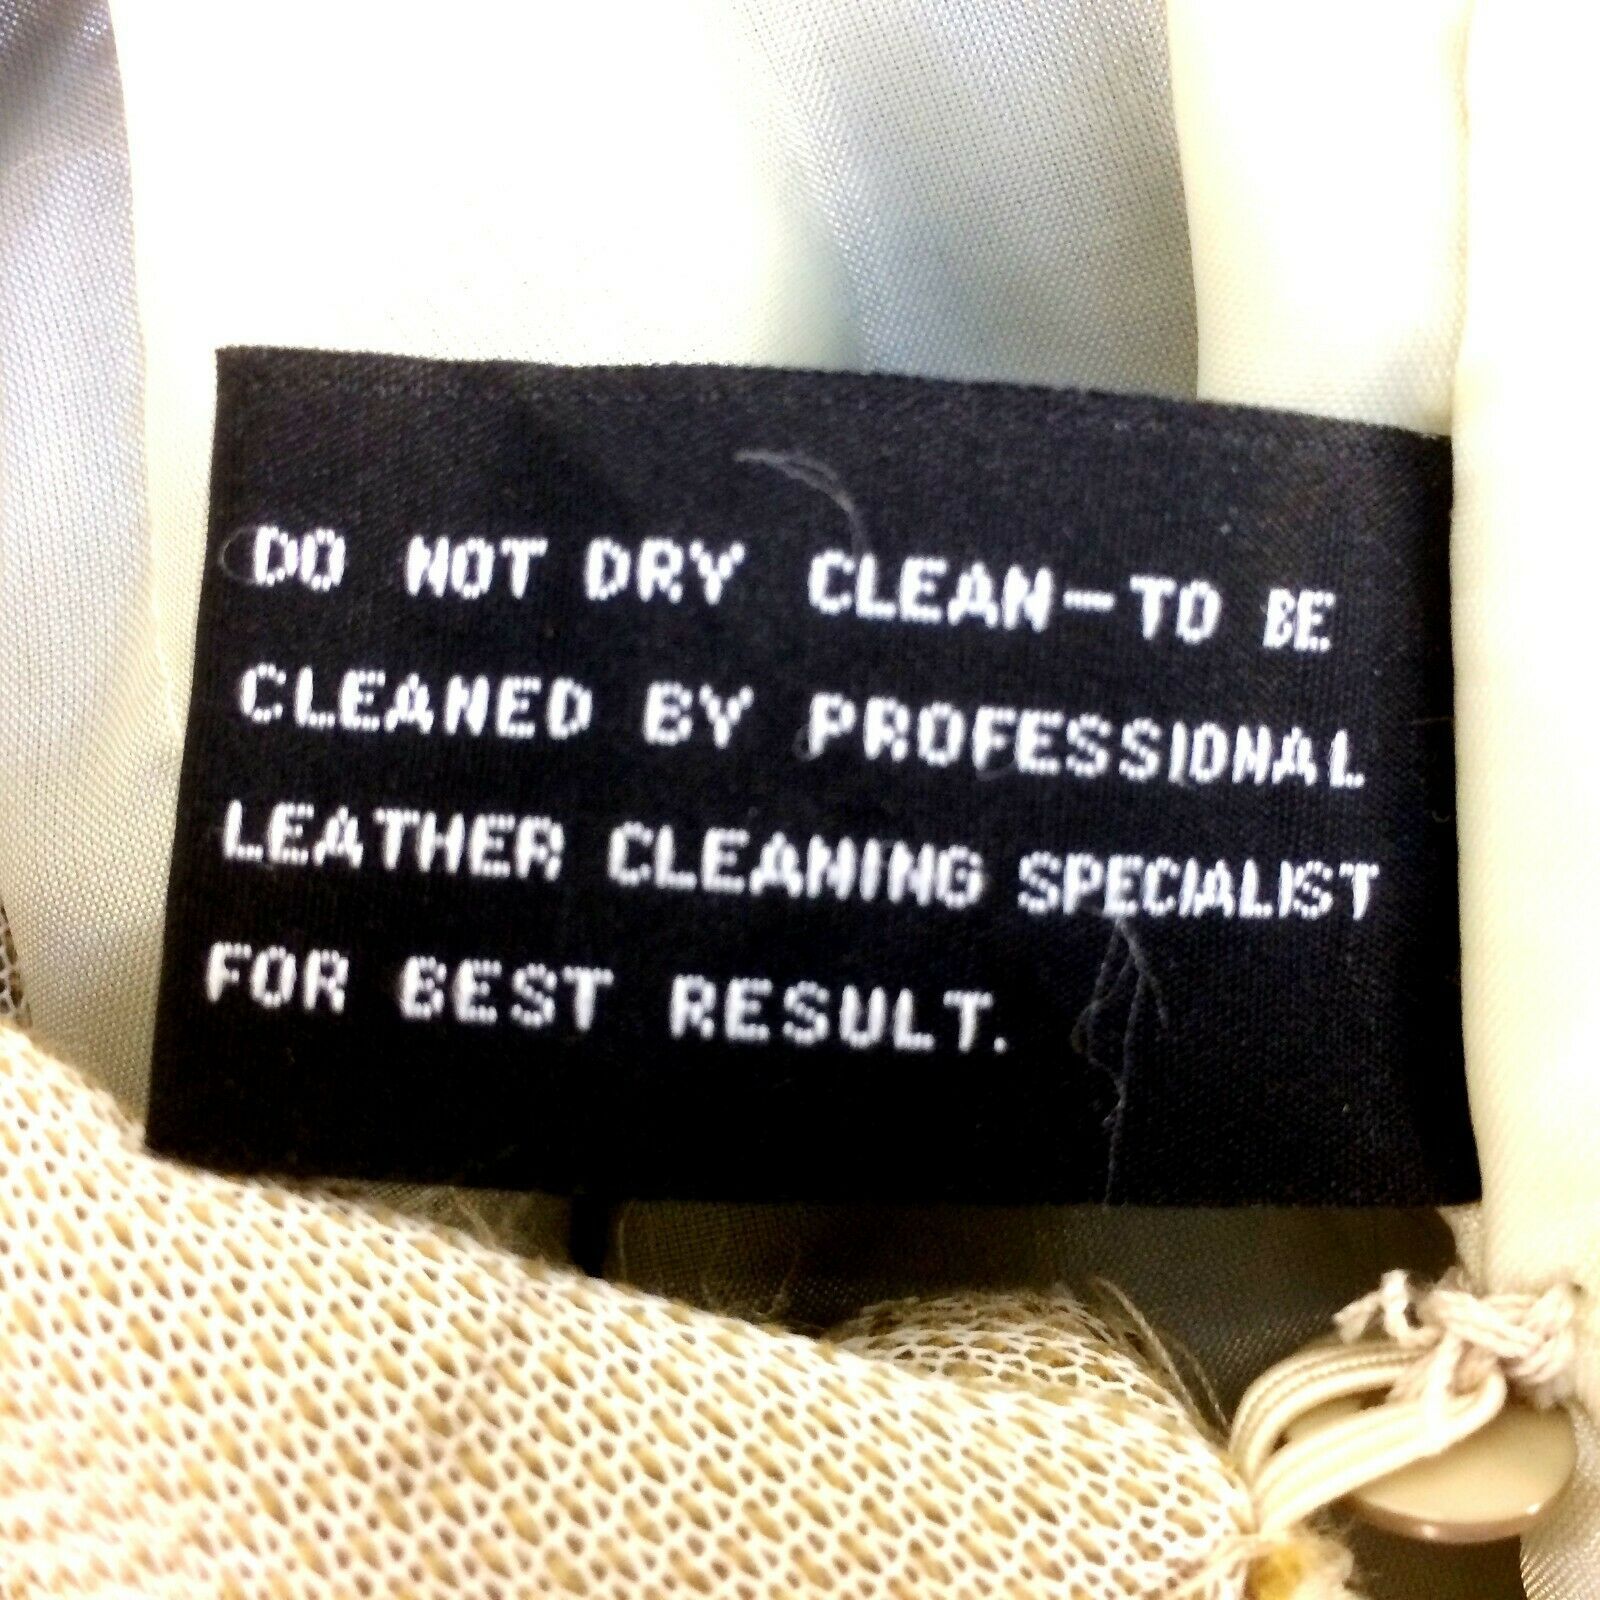 DO NOT DRY CLEAN-TO BE
CLEANED BY PROFESSIONAL
LEATHER CLEANING SPECIALIST
FOR BEST RESULT.